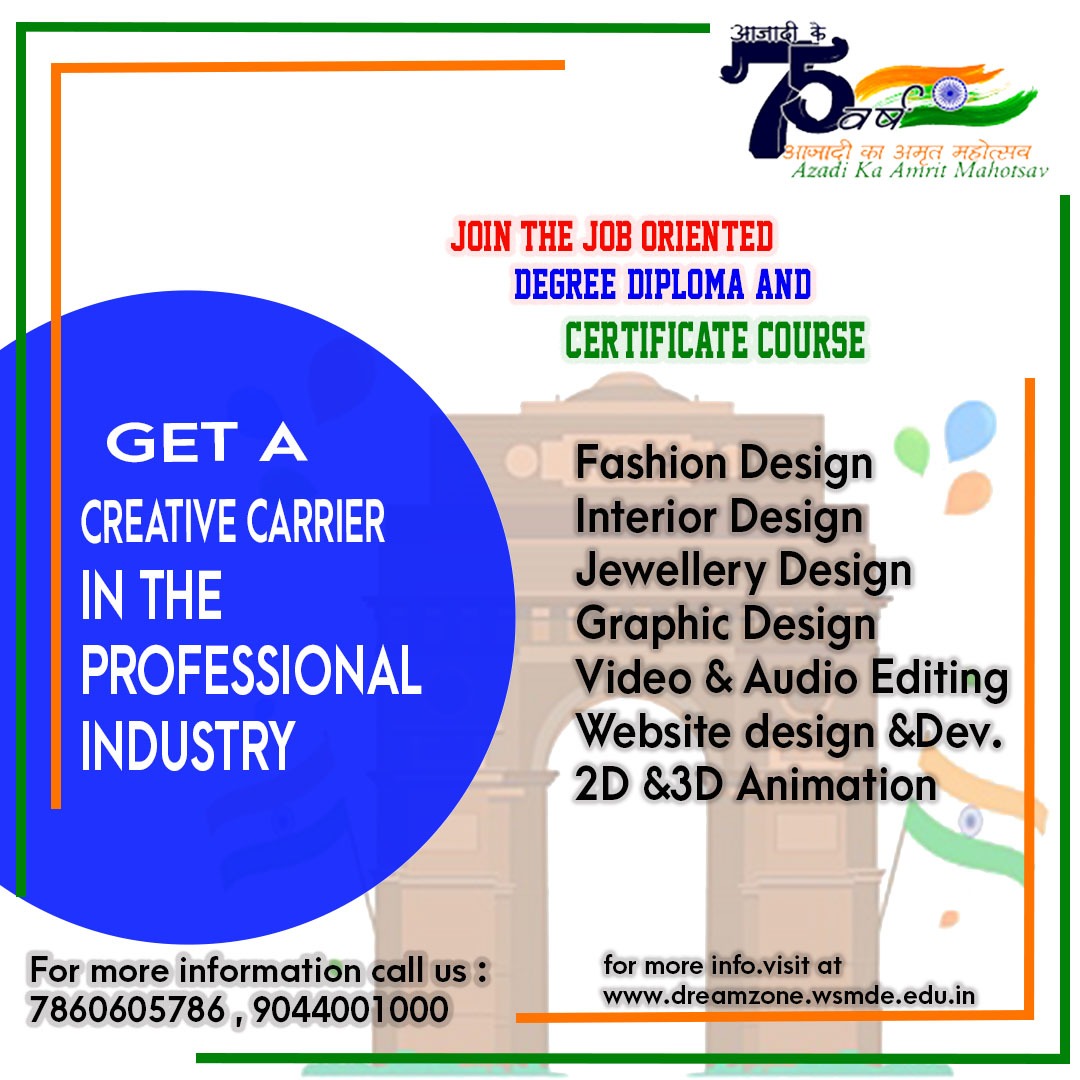 आज़ादी के
75 वर्ष
आज़ादी का अमृत महोत्सव
Azadi Ka Amrit Mahotsav
JOIN THE JOB ORIENTED
DEGREE DIPLOMA AND
CERTIFICATE COURSE
GET A
CREATIVE CARRIER
IN THE
PROFESSIONAL
INDUSTRY
Fashion Design
Interior Design
Jewellery Design
Graphic Design
Video & Audio Editing
Website design &Dev.
2D &3D Animation
For more information call us :
7860605786 , 9044001000
for more info.visit at
www.dreamzone.wsmde.edu.in